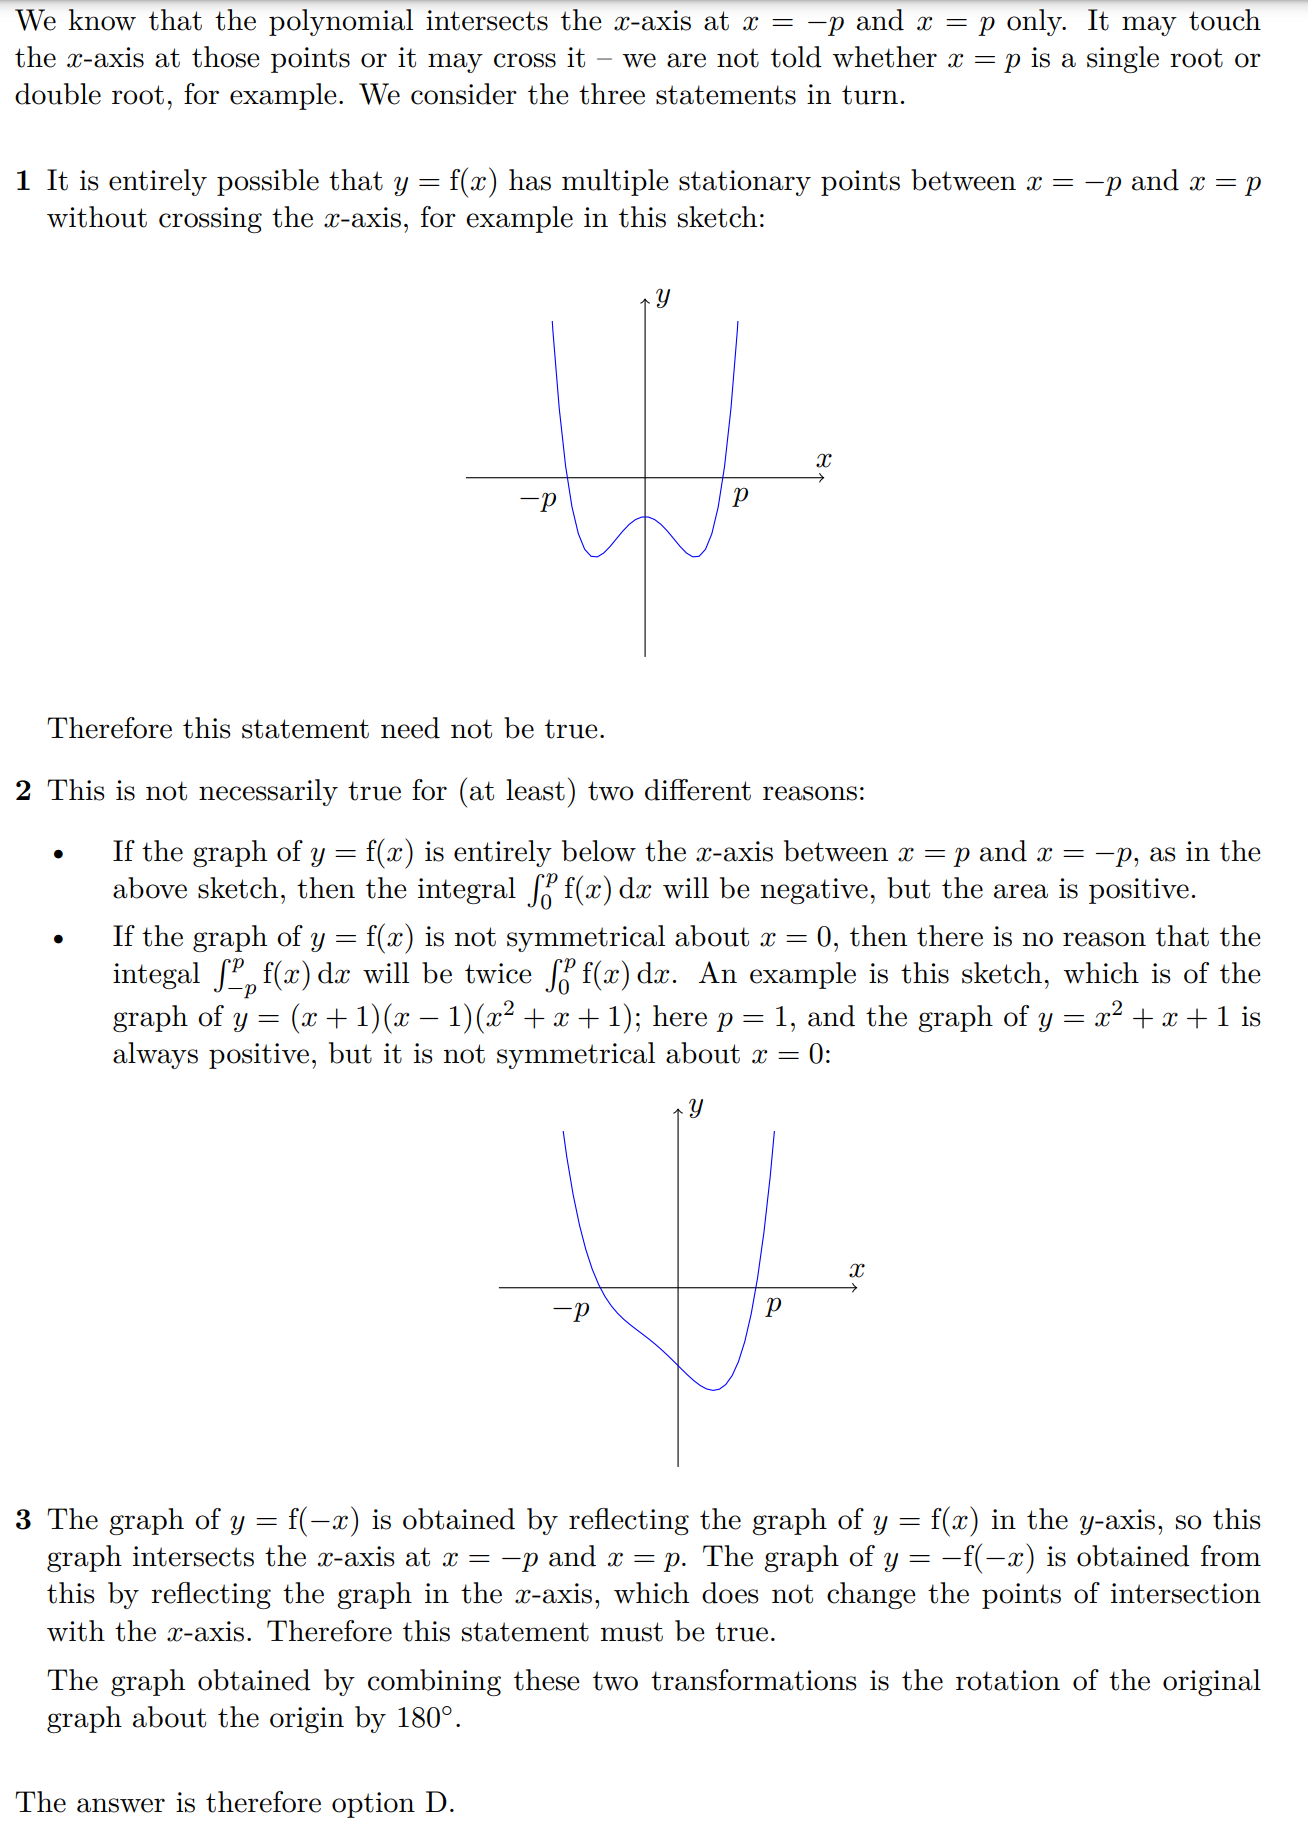 We know that the polynomial intersects the x-axis at x = −p and x = p only. It may touch
the x-axis at those points or it may cross it – we are not told whether x = p is a single root or
double root, for example. We consider the three statements in turn.
1 It is entirely possible that y = f(x) has multiple stationary points between x = −p and x = p
without crossing the x-axis, for example in this sketch:
y
x
−p
p
Therefore this statement need not be true.
2 This is not necessarily true for (at least) two different reasons:
• If the graph of y = f(x) is entirely below the x-axis between x = p and x = −p, as in the
above sketch, then the integral ∫₀ᵖ f(x) dx will be negative, but the area is positive.
• If the graph of y = f(x) is not symmetrical about x = 0, then there is no reason that the
integal ∫₋ₚᵖ f(x) dx will be twice ∫₀ᵖ f(x) dx. An example is this sketch, which is of the
graph of y = (x + 1)(x − 1)(x² + x + 1); here p = 1, and the graph of y = x² + x + 1 is
always positive, but it is not symmetrical about x = 0:
y
x
−p
p
3 The graph of y = f(−x) is obtained by reflecting the graph of y = f(x) in the y-axis, so this
graph intersects the x-axis at x = −p and x = p. The graph of y = −f(−x) is obtained from
this by reflecting the graph in the x-axis, which does not change the points of intersection
with the x-axis. Therefore this statement must be true.
The graph obtained by combining these two transformations is the rotation of the original
graph about the origin by 180°.
The answer is therefore option D.